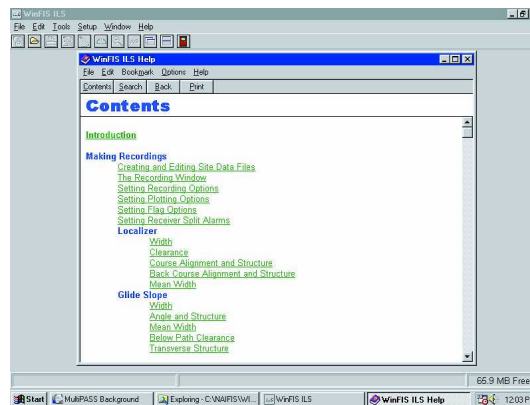 WinFIS ILS
File Edit Tools Setup Window Help
WinFIS ILS Help
File Edit Bookmark Options Help
Contents Search Back Print
Contents
Introduction
Making Recordings
Creating and Editing Site Data Files
The Recording Window
Setting Recording Options
Setting Plotting Options
Setting Flag Options
Setting Receiver Split Alarms
Localizer
Width
Clearance
Course Alignment and Structure
Back Course Alignment and Structure
Mean Width
Glide Slope
Width
Angle and Structure
Mean Width
Below Path Clearance
Transverse Structure
65.9 MB Free
Start MultiPASS Background Exploring - C:\NAIFIS\WI... WinFIS ILS WinFIS ILS Help 12:03 P